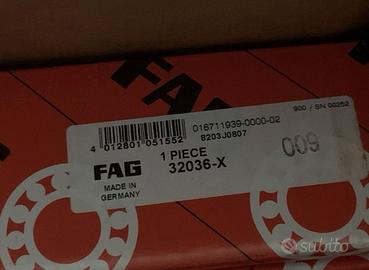 FAG
900 / SN 00252
016711939-0000-02
8203J0807
4 012801 051552
1 PIECE
009
FAG
32036-X
MADE IN
GERMANY
subito